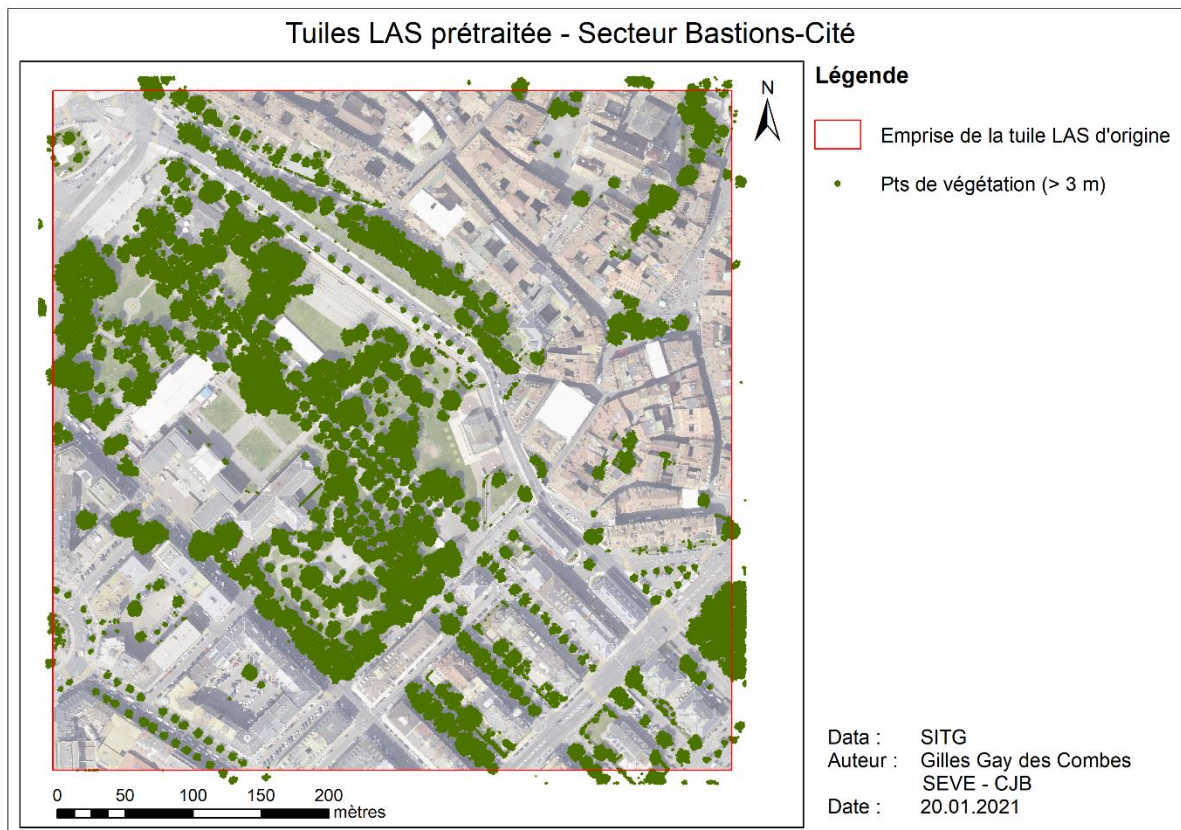 Tuiles LAS prétraitée - Secteur Bastions-Cité
N
Légende
Emprise de la tuile LAS d'origine
Pts de végétation (> 3 m)
0 50 100 150 200
mètres
Data : SITG
Auteur : Gilles Gay des Combes
SEVE - CJB
Date : 20.01.2021